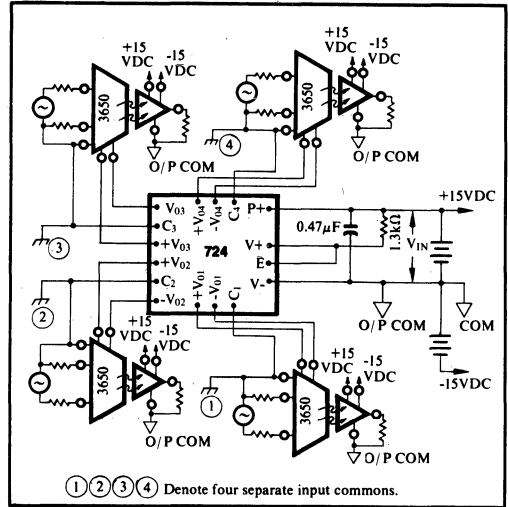 +15
VDC
-15
VDC
3650
O/P COM
+15
VDC
-15
VDC
3650
O/P COM
4
-V03
C3
+V03
+V02
C2
-V02
+V04
-V04
C4
724
+V01
-V01
C1
P+
V+
E
V-
3
2
0.47μF
1.3kΩ
VIN
+15VDC
O/P COM
COM
-15VDC
+15
VDC
-15
VDC
3650
O/P COM
1
+15
VDC
-15
VDC
3650
O/P COM
1 2 3 4 Denote four separate input commons.